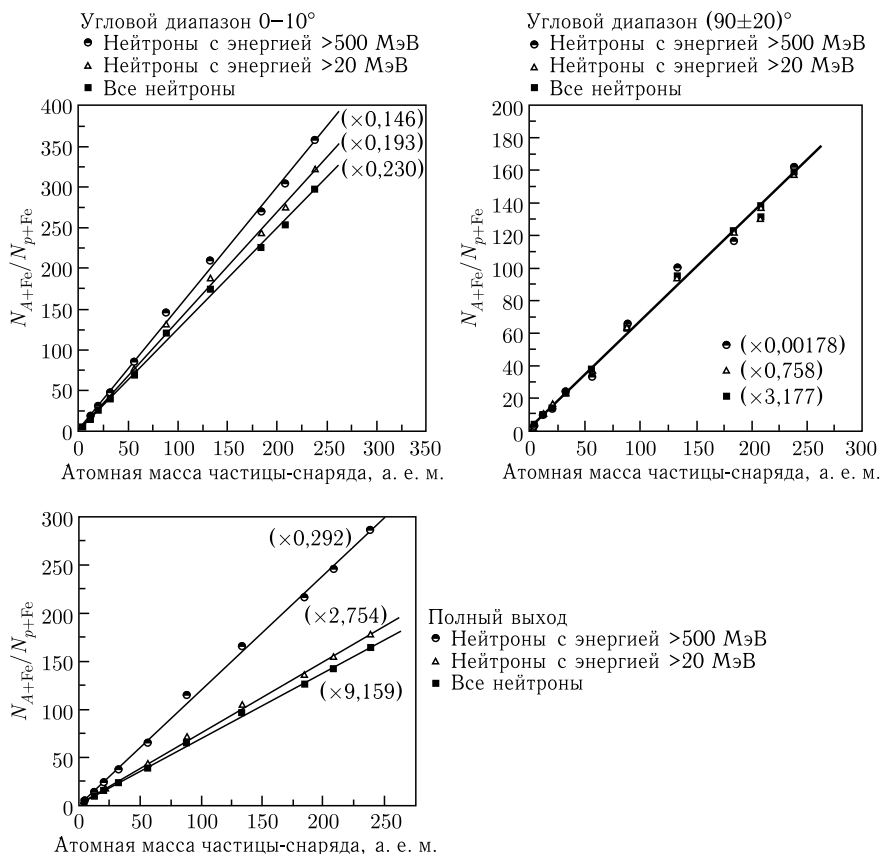 Угловой диапазон 0–10°
Нейтроны с энергией >500 МэВ
Нейтроны с энергией >20 МэВ
Все нейтроны
N_{A+Fe}/N_{p+Fe}
400
350
300
250
200
150
100
50
0
(×0,146)
(×0,193)
(×0,230)
0 50 100 150 200 250 300 350
Атомная масса частицы-снаряда, а. е. м.
Угловой диапазон (90±20)°
Нейтроны с энергией >500 МэВ
Нейтроны с энергией >20 МэВ
Все нейтроны
N_{A+Fe}/N_{p+Fe}
200
180
160
140
120
100
80
60
40
20
0
(×0,00178)
(×0,758)
(×3,177)
0 50 100 150 200 250 300
Атомная масса частицы-снаряда, а. е. м.
N_{A+Fe}/N_{p+Fe}
300
250
200
150
100
50
0
(×0,292)
(×2,754)
(×9,159)
0 50 100 150 200 250
Атомная масса частицы-снаряда, а. е. м.
Полный выход
Нейтроны с энергией >500 МэВ
Нейтроны с энергией >20 МэВ
Все нейтроны